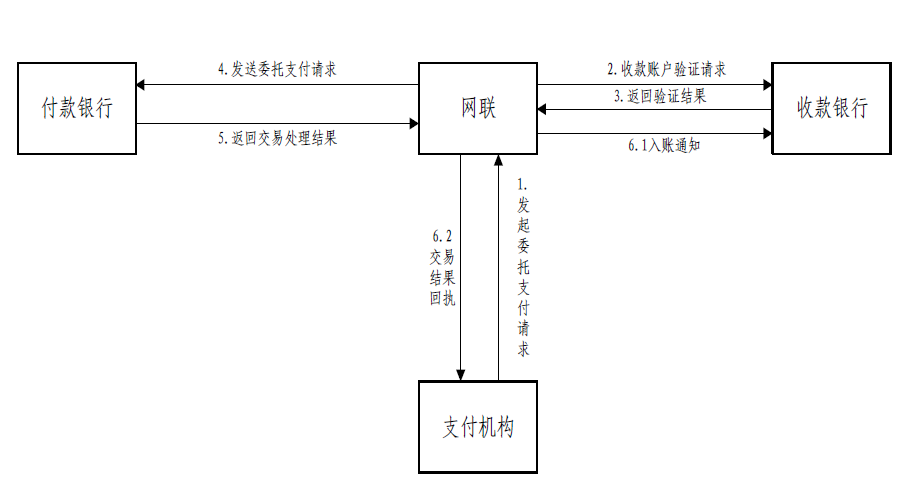 4.发送委托支付请求
2.收款账户验证请求
3.返回验证结果
付款银行
网联
收款银行
5.返回交易处理结果
6.1入账通知
6.2
交易
结果
回执
1.
发
起
委
托
支
付
请
求
支付机构